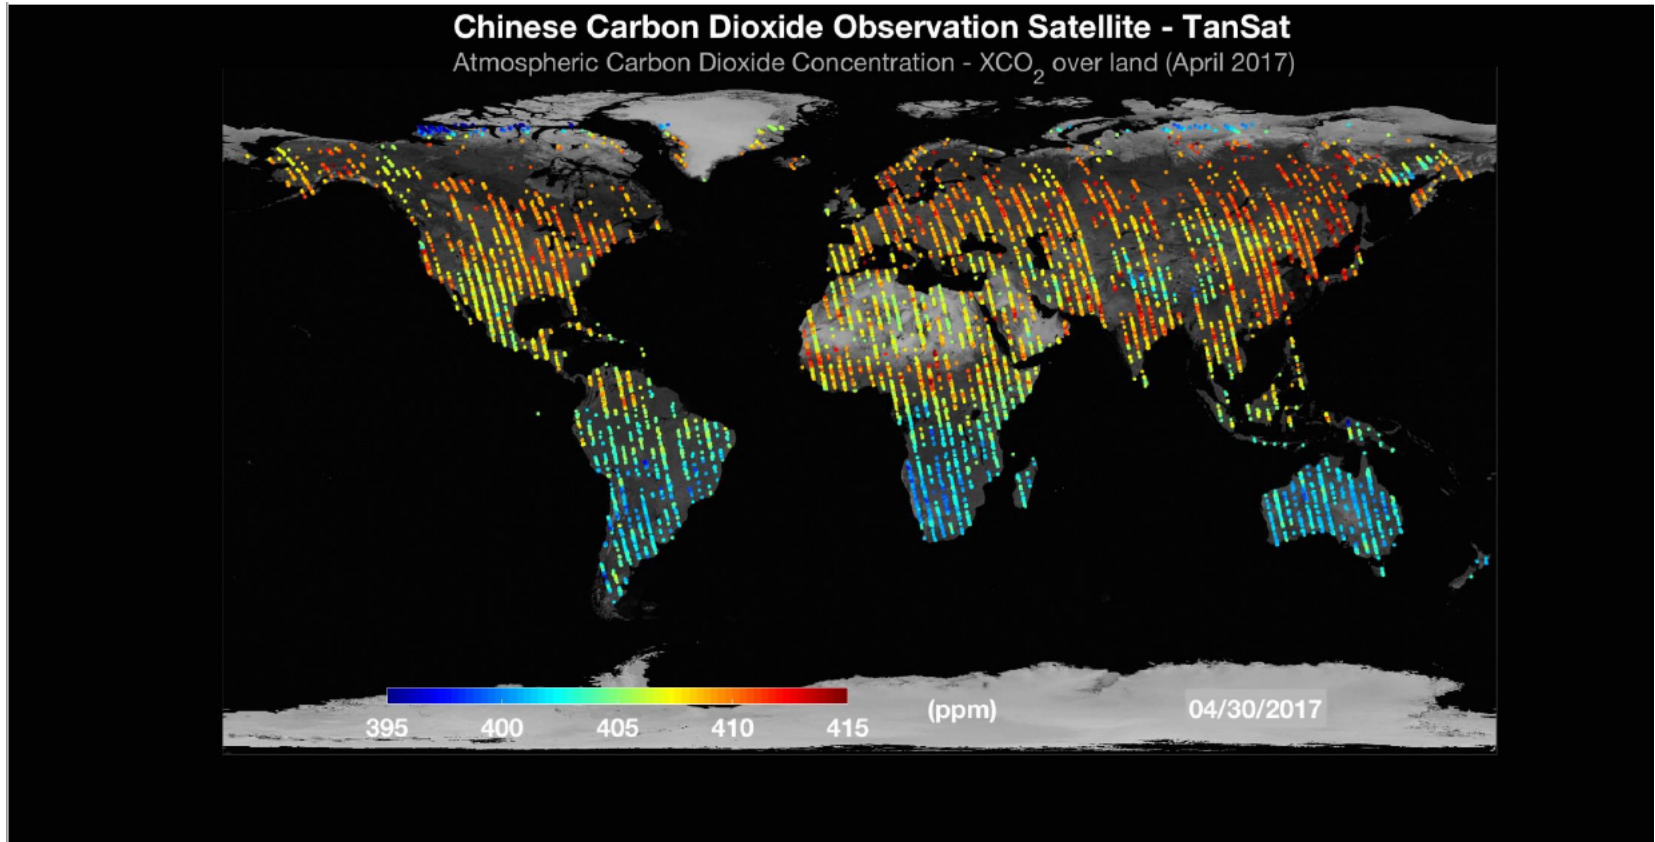 Chinese Carbon Dioxide Observation Satellite - TanSat
Atmospheric Carbon Dioxide Concentration - XCO2 over land (April 2017)
395 400 405 410 415 (ppm)
04/30/2017